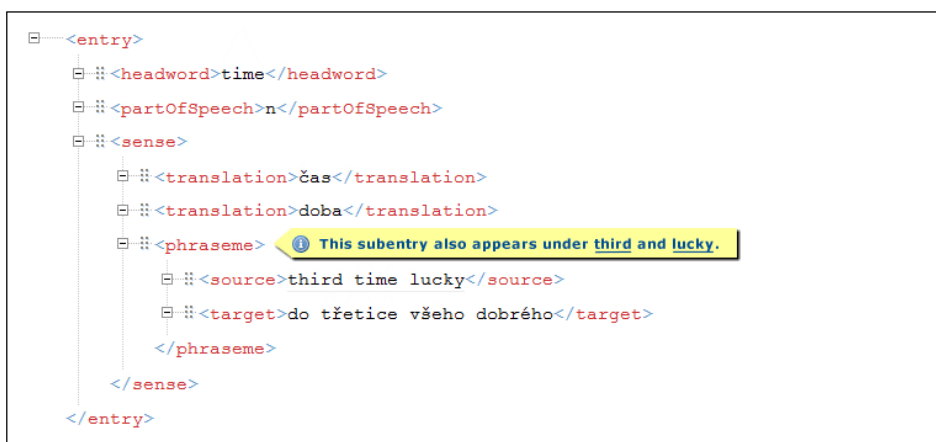 <entry>
<headword>time</headword>
<partOfSpeech>n</partOfSpeech>
<sense>
<translation>čas</translation>
<translation>doba</translation>
<phraseme> This subentry also appears under third and lucky.
<source>third time lucky</source>
<target>do třetice všeho dobrého</target>
</phraseme>
</sense>
</entry>